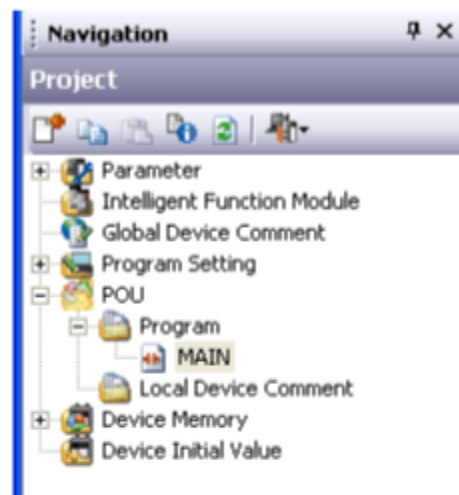 Navigation
Project
Parameter
Intelligent Function Module
Global Device Comment
Program Setting
POU
Program
MAIN
Local Device Comment
Device Memory
Device Initial Value